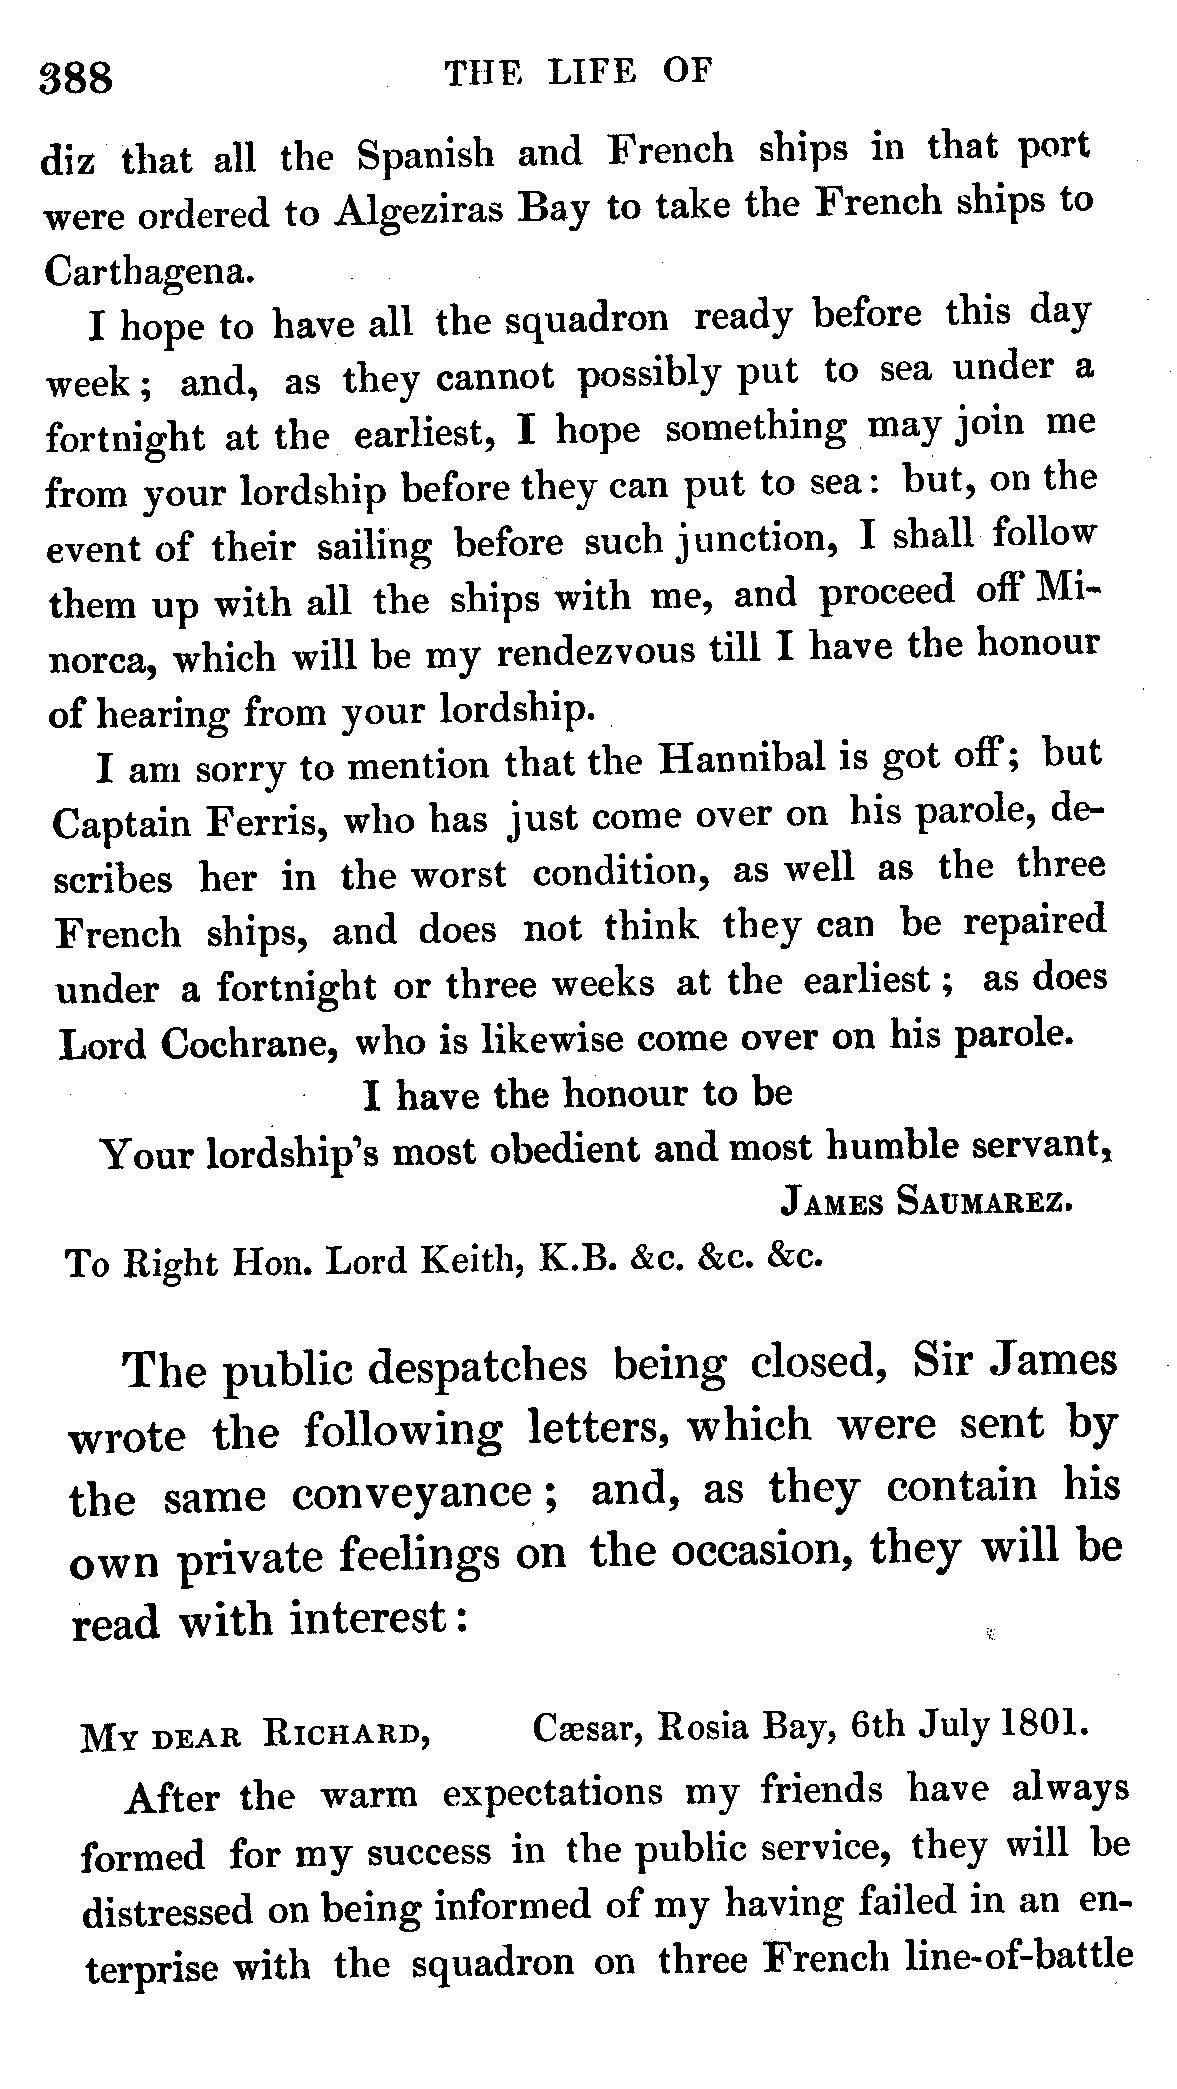 388 THE LIFE OF
diz that all the Spanish and French ships in that port
were ordered to Algeziras Bay to take the French ships to
Carthagena.
I hope to have all the squadron ready before this day
week; and, as they cannot possibly put to sea under a
fortnight at the earliest, I hope something may join me
from your lordship before they can put to sea: but, on the
event of their sailing before such junction, I shall follow
them up with all the ships with me, and proceed off Mi-
norca, which will be my rendezvous till I have the honour
of hearing from your lordship.
I am sorry to mention that the Hannibal is got off; but
Captain Ferris, who has just come over on his parole, de-
scribes her in the worst condition, as well as the three
French ships, and does not think they can be repaired
under a fortnight or three weeks at the earliest; as does
Lord Cochrane, who is likewise come over on his parole.
I have the honour to be
Your lordship's most obedient and most humble servant,
JAMES SAUMAREZ.
To Right Hon. Lord Keith, K.B. &c. &c. &c.
The public despatches being closed, Sir James
wrote the following letters, which were sent by
the same conveyance; and, as they contain his
own private feelings on the occasion, they will be
read with interest:
MY DEAR RICHARD, Cæsar, Rosia Bay, 6th July 1801.
After the warm expectations my friends have always
formed for my success in the public service, they will be
distressed on being informed of my having failed in an en-
terprise with the squadron on three French line-of-battle